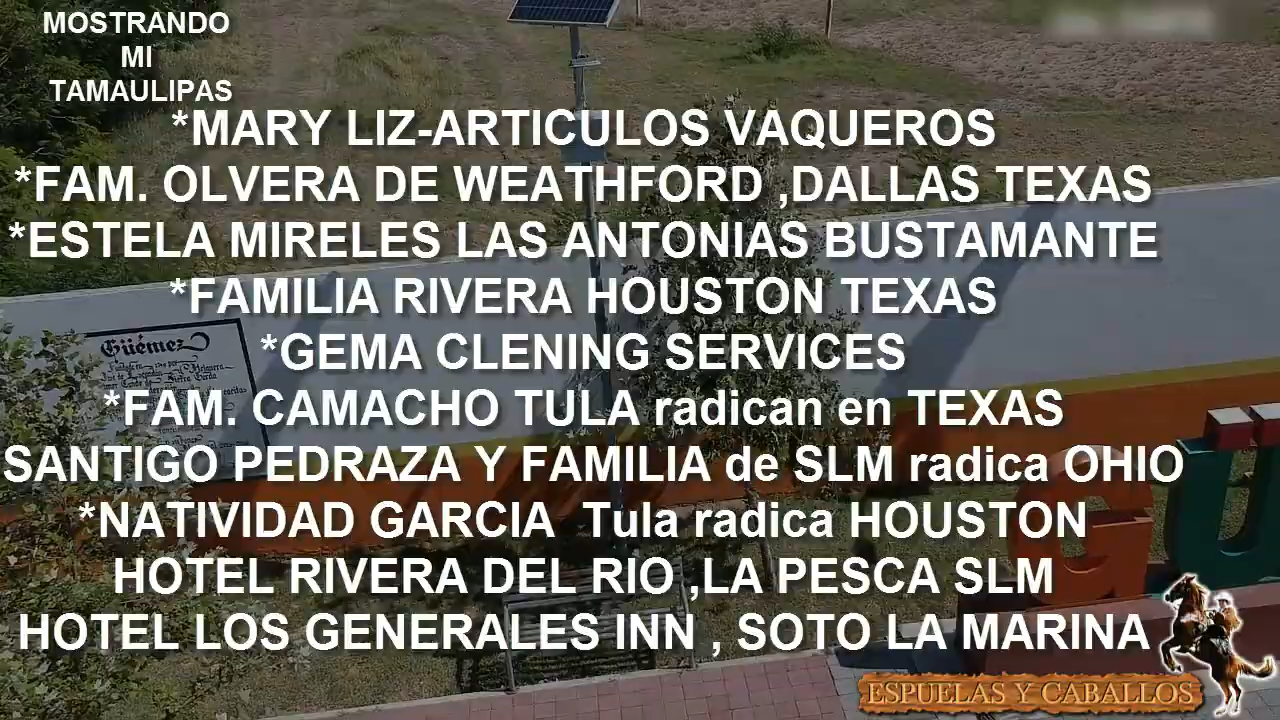 MOSTRANDO
MI
TAMAULIPAS
*MARY LIZ-ARTICULOS VAQUEROS
*FAM. OLVERA DE WEATHFORD ,DALLAS TEXAS
*ESTELA MIRELES LAS ANTONIAS BUSTAMANTE
*FAMILIA RIVERA HOUSTON TEXAS
Güémez
*GEMA CLENING SERVICES
*FAM. CAMACHO TULA radican en TEXAS
SANTIGO PEDRAZA Y FAMILIA de SLM radica OHIO
*NATIVIDAD GARCIA Tula radica HOUSTON
GÜ
HOTEL RIVERA DEL RIO ,LA PESCA SLM
HOTEL LOS GENERALES INN , SOTO LA MARINA
ESPUELAS Y CABALLOS